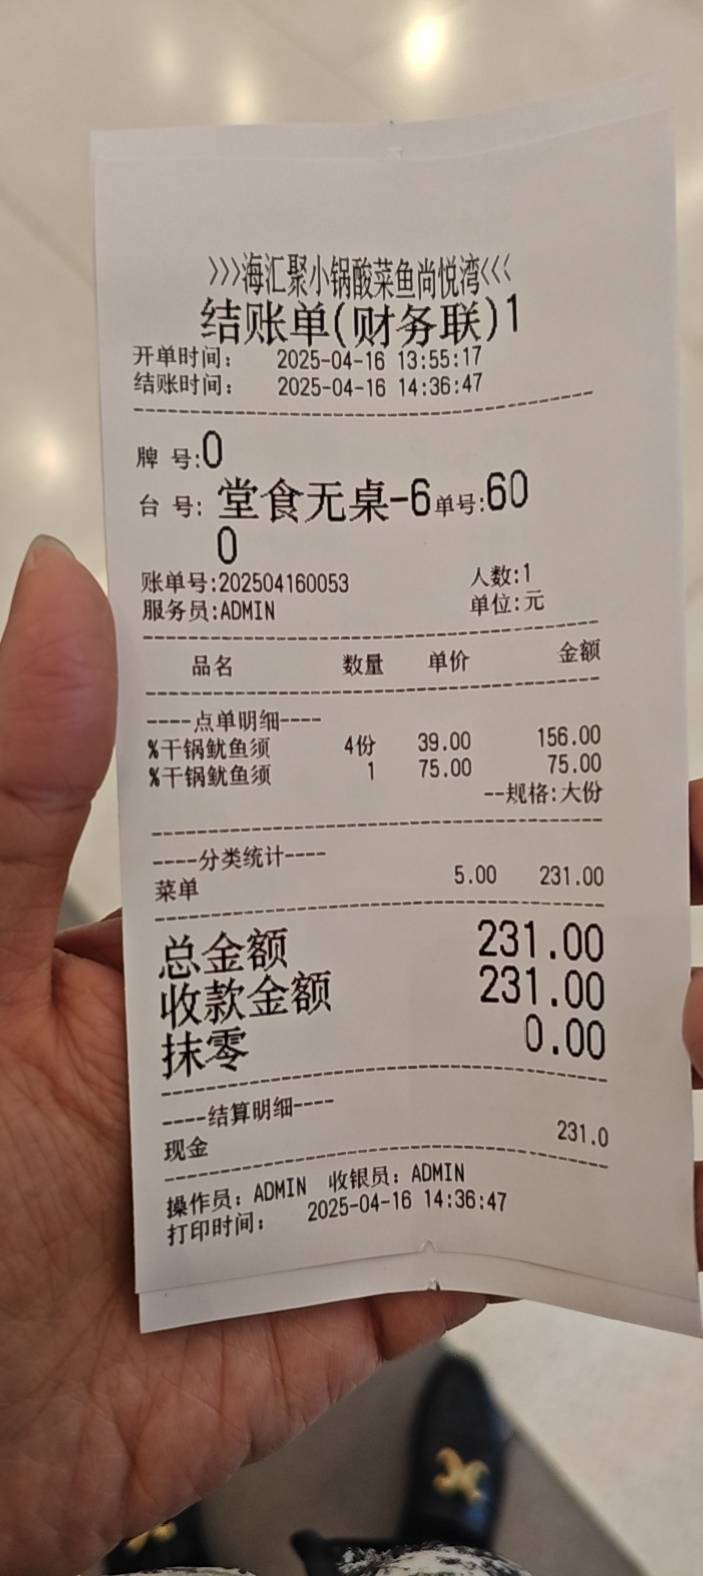 >>>海汇聚小锅酸菜鱼尚悦湾<<<
结账单(财务联)1
开单时间: 2025-04-16 13:55:17
结账时间: 2025-04-16 14:36:47
牌 号:0
台 号: 堂食无桌-6单号:60
0
账单号:202504160053 人数:1
服务员:ADMIN 单位:元
品名 数量 单价 金额
----点单明细----
%干锅鱿鱼须 4份 39.00 156.00
%干锅鱿鱼须 1 75.00 75.00
--规格:大份
----分类统计----
菜单 5.00 231.00
总金额 231.00
收款金额 231.00
抹零 0.00
----结算明细----
现金 231.0
操作员: ADMIN 收银员: ADMIN
打印时间: 2025-04-16 14:36:47